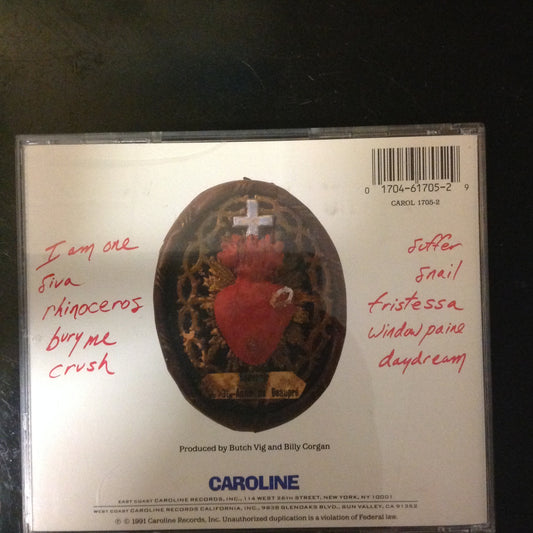 0 1704-61705-2 9
CAROL 1705-2
I am one
siva
rhinoceros
bury me
crush
suffer
snail
tristessa
window paine
daydream
Produced by Butch Vig and Billy Corgan
CAROLINE
EAST COAST CAROLINE RECORDS, INC., 114 WEST 26TH STREET, NEW YORK, NY 10001
WEST COAST CAROLINE RECORDS CALIFORNIA, INC., 9838 GLENOAKS BLVD., SUN VALLEY, CA 91352
℗ © 1991 Caroline Records, Inc. Unauthorized duplication is a violation of Federal law.